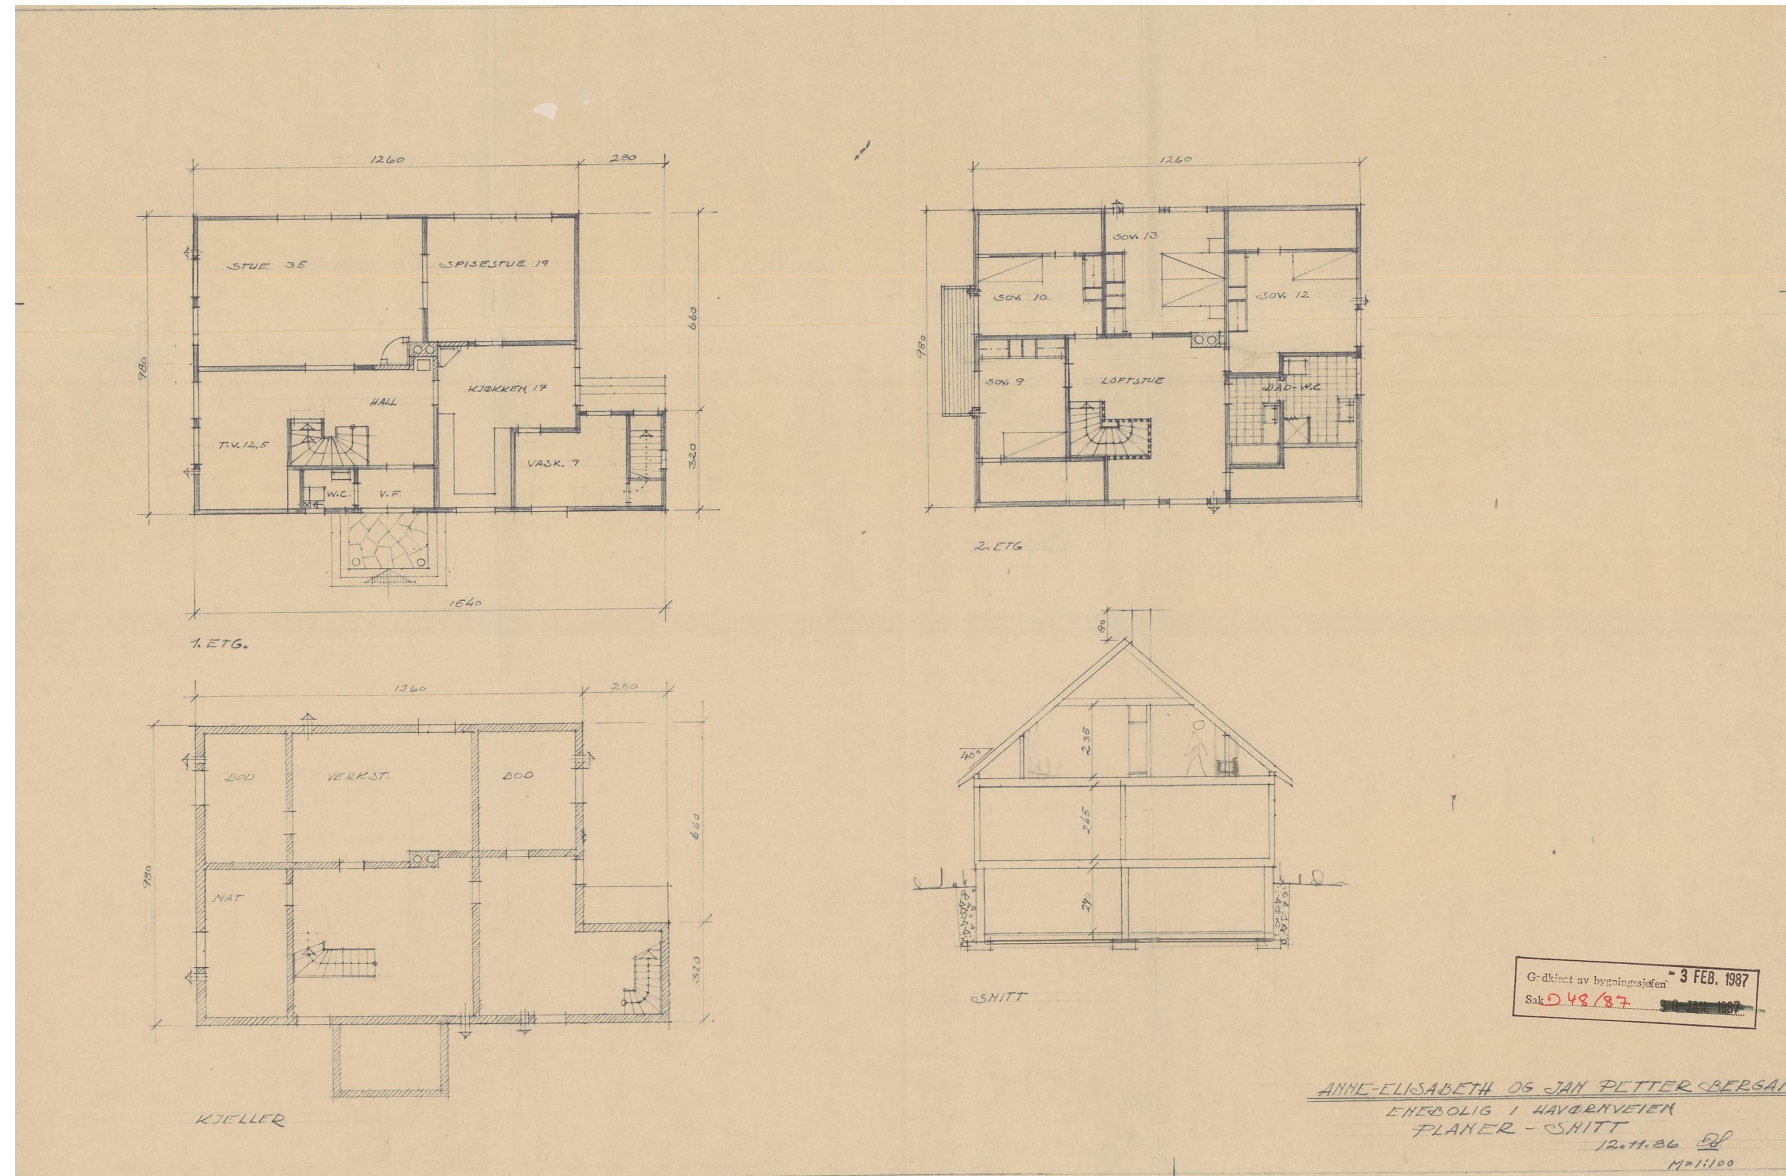 1260
280
980
STUE 35
SPISESTUE 19
660
HALL
KJØKKEN 17
T.V. 12,5
VASK. 9
320
W.C.
V.F.
1540
1. ETG.
1260
980
SOV. 13
SOV. 10
SOV. 12
SOV. 9
LOFTSTUE
BAD-W.C
2. ETG
1260
280
980
BOD
VERKST.
BOD
660
MAT
320
KJELLER
80
40°
235
245
240
SNITT
Godkjent av bygningssjefen - 3 FEB. 1987
Sak D 48/87
ANNE-ELISABETH OG JAN PETTER BERGAN
ENEBOLIG I HAVØRNVEIEN
PLANER - SNITT
12.11.86
M=1:100